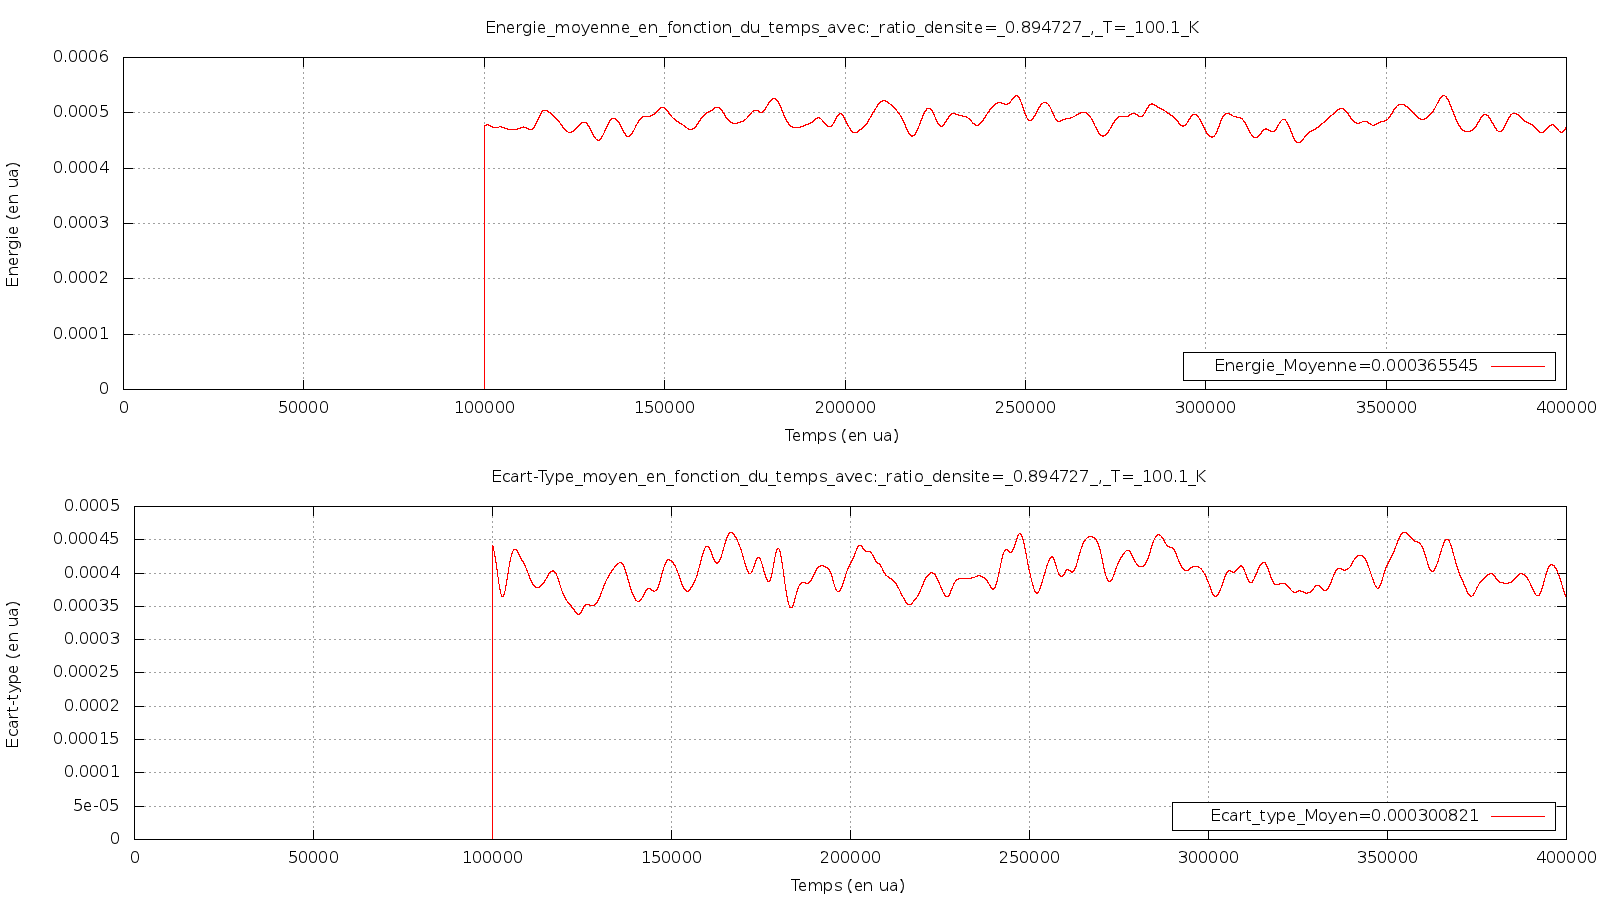 Energie_moyenne_en_fonction_du_temps_avec:_ratio_densite=_0.894727_,_T=_100.1_K
0.0006
0.0005
0.0004
0.0003
0.0002
0.0001
0
Energie (en ua)
Energie_Moyenne=0.000365545
0 50000 100000 150000 200000 250000 300000 350000 400000
Temps (en ua)
Ecart-Type_moyen_en_fonction_du_temps_avec:_ratio_densite=_0.894727_,_T=_100.1_K
0.0005
0.00045
0.0004
0.00035
0.0003
0.00025
0.0002
0.00015
0.0001
5e-05
0
Ecart-type (en ua)
Ecart_type_Moyen=0.000300821
0 50000 100000 150000 200000 250000 300000 350000 400000
Temps (en ua)